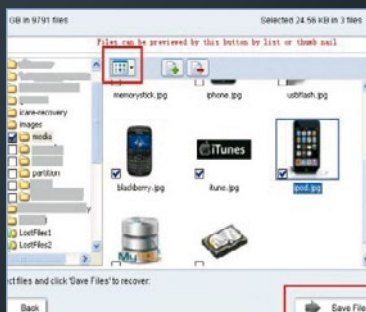 GB in 9791 files
Selected 24.56 KB in 3 files
Files can be previewed by this button by list or thumb nail
memorystick.jpg
iphone.jpg
usbflash.jpg
icare-recovery
images
media
partition
LostFiles1
LostFiles2
iTunes
blackberry.jpg
itune.jpg
ipod.jpg
My
ct files and click 'Save Files' to recover:
Back
Save File